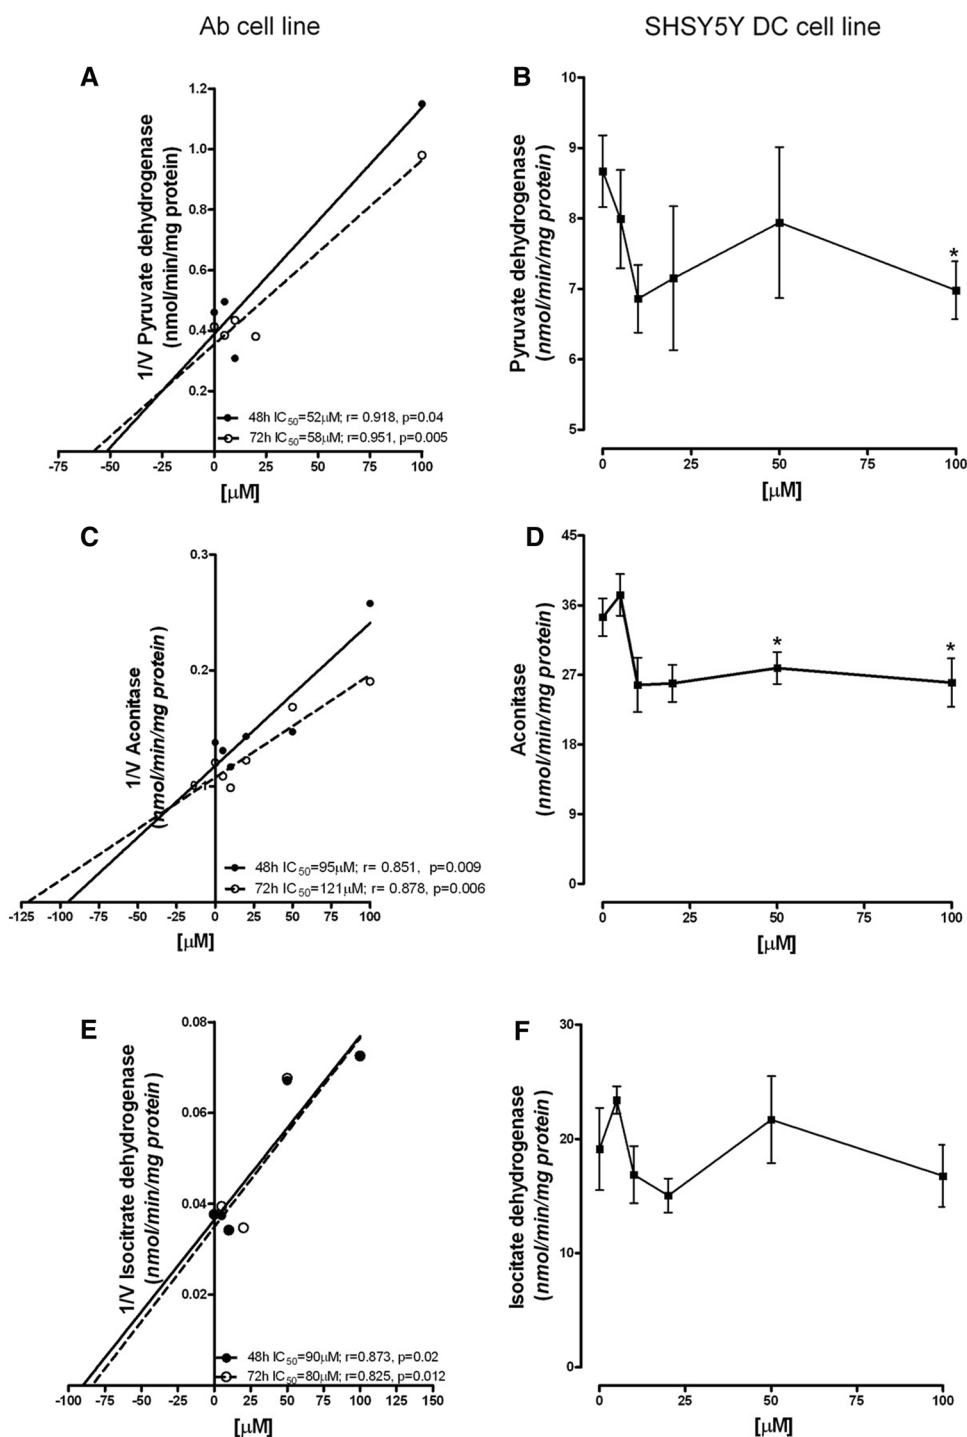 Ab cell line
SHSY5Y DC cell line
A
1/V Pyruvate dehydrogenase
(nmol/min/mg protein)
1.2
1.0
0.8
0.6
0.4
0.2
48h IC50=52μM; r= 0.918, p=0.04
72h IC50=58μM; r=0.951, p=0.005
-75 -50 -25 0 25 50 75 100
[μM]
B
Pyruvate dehydrogenase
(nmol/min/mg protein)
10
9
8
7
6
5
*
0 25 50 75 100
[μM]
C
1/V Aconitase
(nmol/min/mg protein)
0.3
0.2
48h IC50=95μM; r= 0.851, p=0.009
72h IC50=121μM; r= 0.878, p=0.006
-125 -100 -75 -50 -25 0 25 50 75 100
[μM]
D
Aconitase
(nmol/min/mg protein)
45
36
27
18
9
0
* *
0 25 50 75 100
[μM]
E
1/V Isocitrate dehydrogenase
(nmol/min/mg protein)
0.08
0.06
0.04
0.02
48h IC50=90μM; r=0.873, p=0.02
72h IC50=80μM; r=0.825, p=0.012
-100 -75 -50 -25 0 25 50 75 100 125 150
[μM]
F
Isocitate dehydrogenase
(nmol/min/mg protein)
30
20
10
0
0 25 50 75 100
[μM]